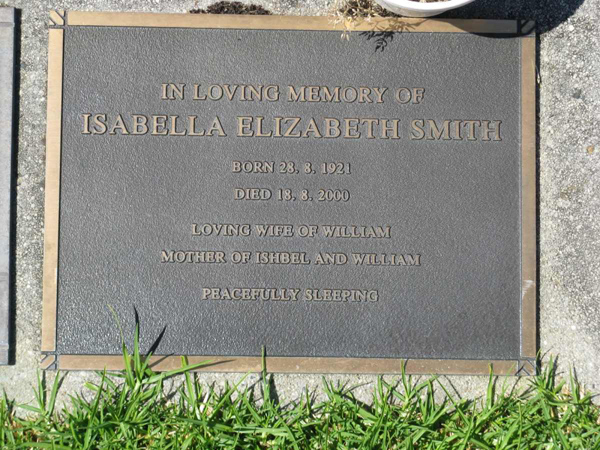 IN LOVING MEMORY OF
ISABELLA ELIZABETH SMITH
BORN 28. 8. 1921
DIED 18. 8. 2000
LOVING WIFE OF WILLIAM
MOTHER OF ISHBEL AND WILLIAM
PEACEFULLY SLEEPING